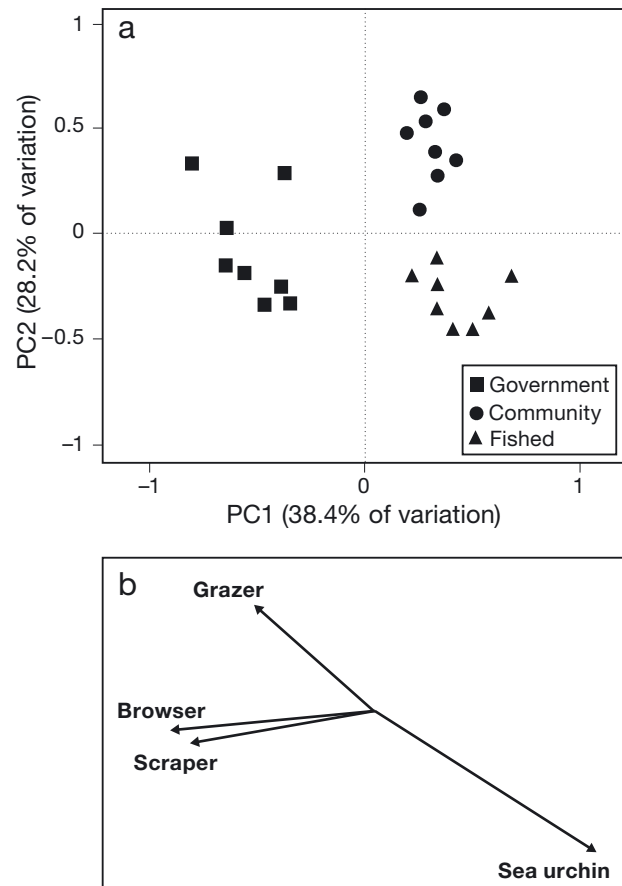 a
1
0.5
0
−0.5
−1
PC2 (28.2% of variation)
Government
Community
Fished
−1 0 1
PC1 (38.4% of variation)
b
Grazer
Browser
Scraper
Sea urchin